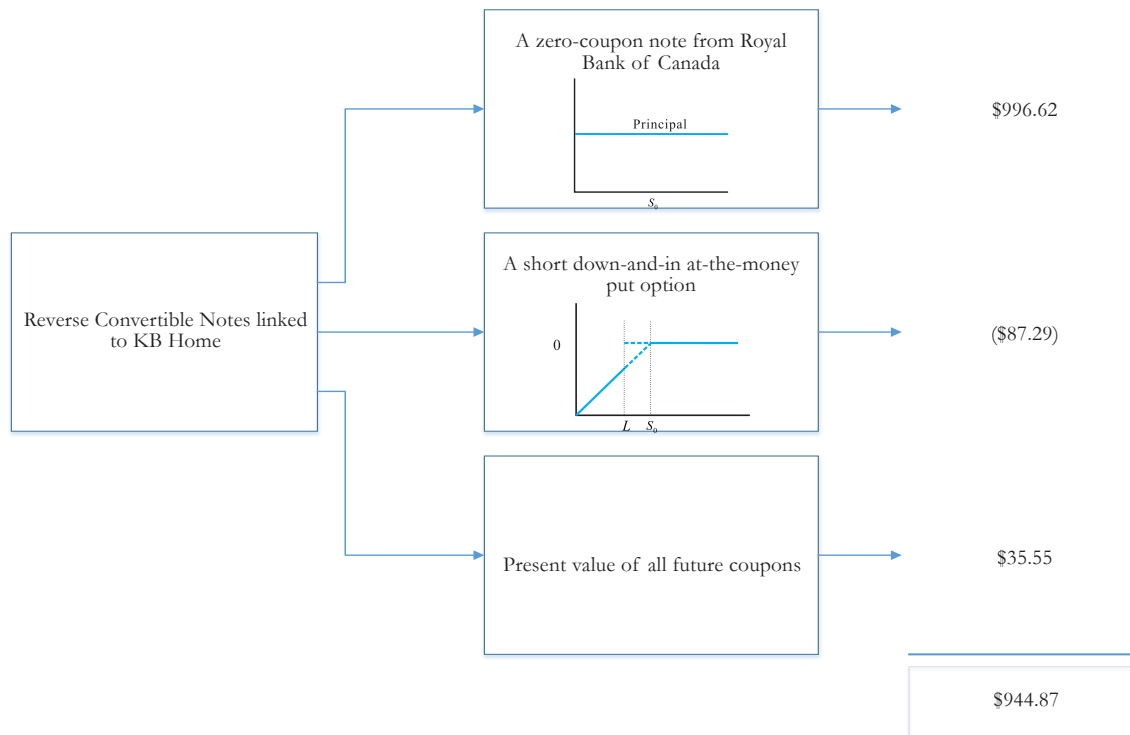 A zero-coupon note from Royal
Bank of Canada
Principal
S₀
$996.62
Reverse Convertible Notes linked
to KB Home
A short down-and-in at-the-money
put option
0
L S₀
($87.29)
Present value of all future coupons
$35.55
$944.87